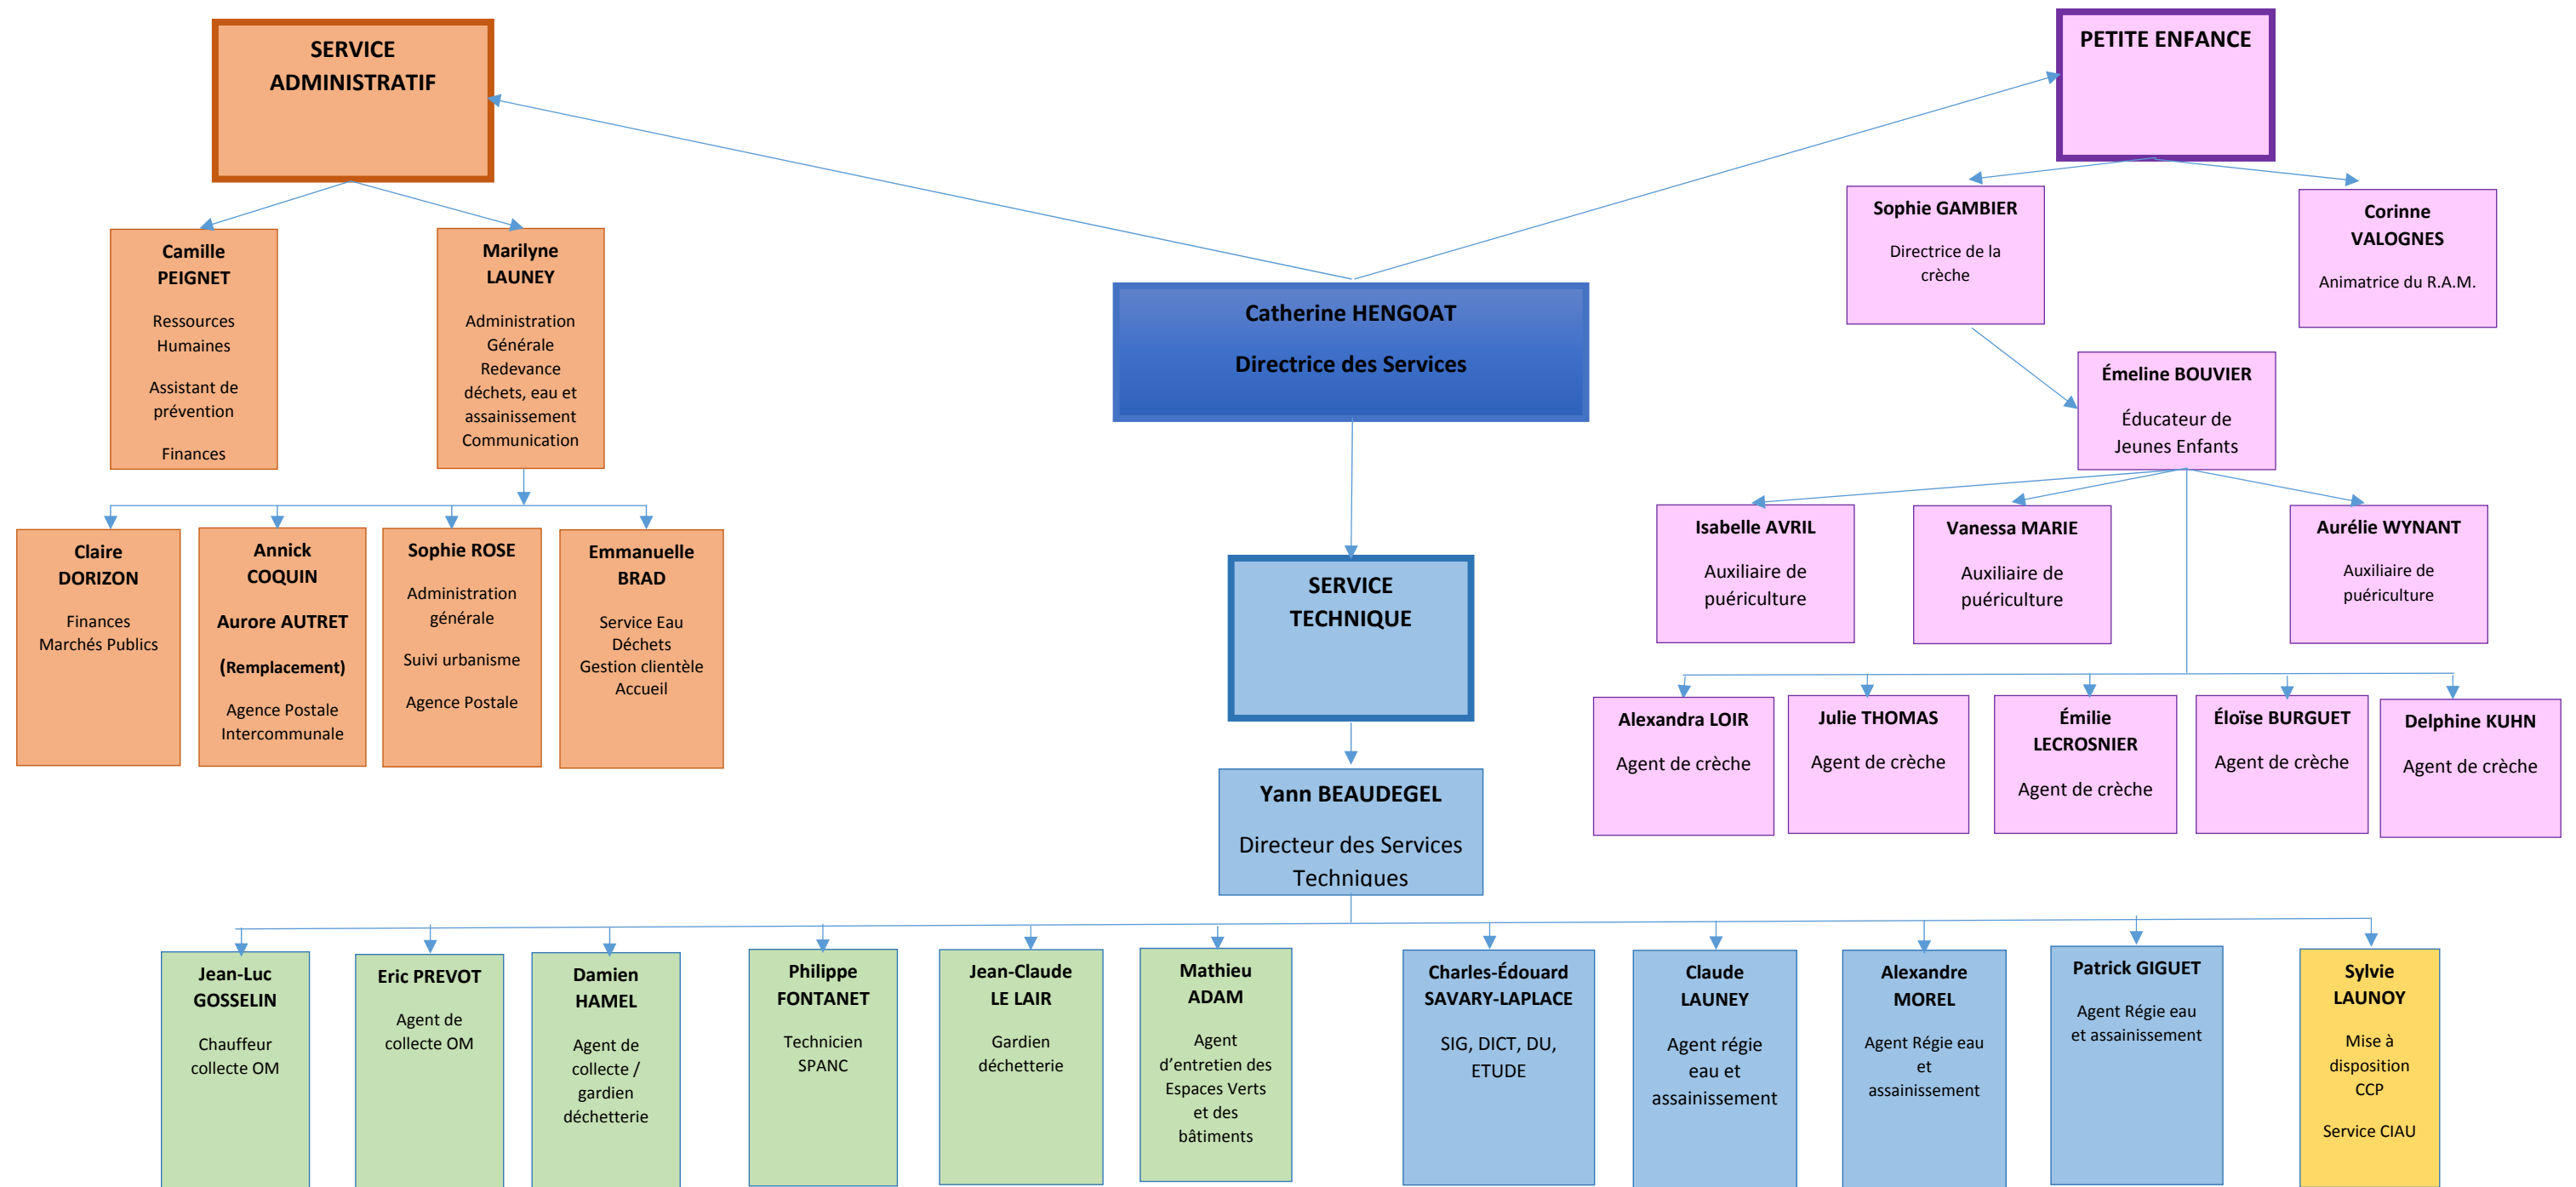 SERVICE
ADMINISTRATIF
PETITE ENFANCE
Camille
PEIGNET
Ressources
Humaines
Assistant de
prévention
Finances
Marilyne
LAUNEY
Administration
Générale
Redevance
déchets, eau et
assainissement
Communication
Catherine HENGOAT
Directrice des Services
Sophie GAMBIER
Directrice de la
crèche
Corinne
VALOGNES
Animatrice du R.A.M.
Émeline BOUVIER
Éducateur de
Jeunes Enfants
Claire
DORIZON
Finances
Marchés Publics
Annick
COQUIN
Aurore AUTRET
(Remplacement)
Agence Postale
Intercommunale
Sophie ROSE
Administration
générale
Suivi urbanisme
Agence Postale
Emmanuelle
BRAD
Service Eau
Déchets
Gestion clientèle
Accueil
SERVICE
TECHNIQUE
Isabelle AVRIL
Auxiliaire de
puériculture
Vanessa MARIE
Auxiliaire de
puériculture
Aurélie WYNANT
Auxiliaire de
puériculture
Alexandra LOIR
Agent de crèche
Julie THOMAS
Agent de crèche
Émilie
LECROSNIER
Agent de crèche
Éloïse BURGUET
Agent de crèche
Delphine KUHN
Agent de crèche
Yann BEAUDEGEL
Directeur des Services
Techniques
Jean-Luc
GOSSELIN
Chauffeur
collecte OM
Eric PREVOT
Agent de
collecte OM
Damien
HAMEL
Agent de
collecte /
gardien
déchetterie
Philippe
FONTANET
Technicien
SPANC
Jean-Claude
LE LAIR
Gardien
déchetterie
Mathieu
ADAM
Agent
d’entretien des
Espaces Verts
et des
bâtiments
Charles-Édouard
SAVARY-LAPLACE
SIG, DICT, DU,
ETUDE
Claude
LAUNEY
Agent régie
eau et
assainissement
Alexandre
MOREL
Agent Régie eau
et
assainissement
Patrick GIGUET
Agent Régie eau
et assainissement
Sylvie
LAUNOY
Mise à
disposition
CCP
Service CIAU